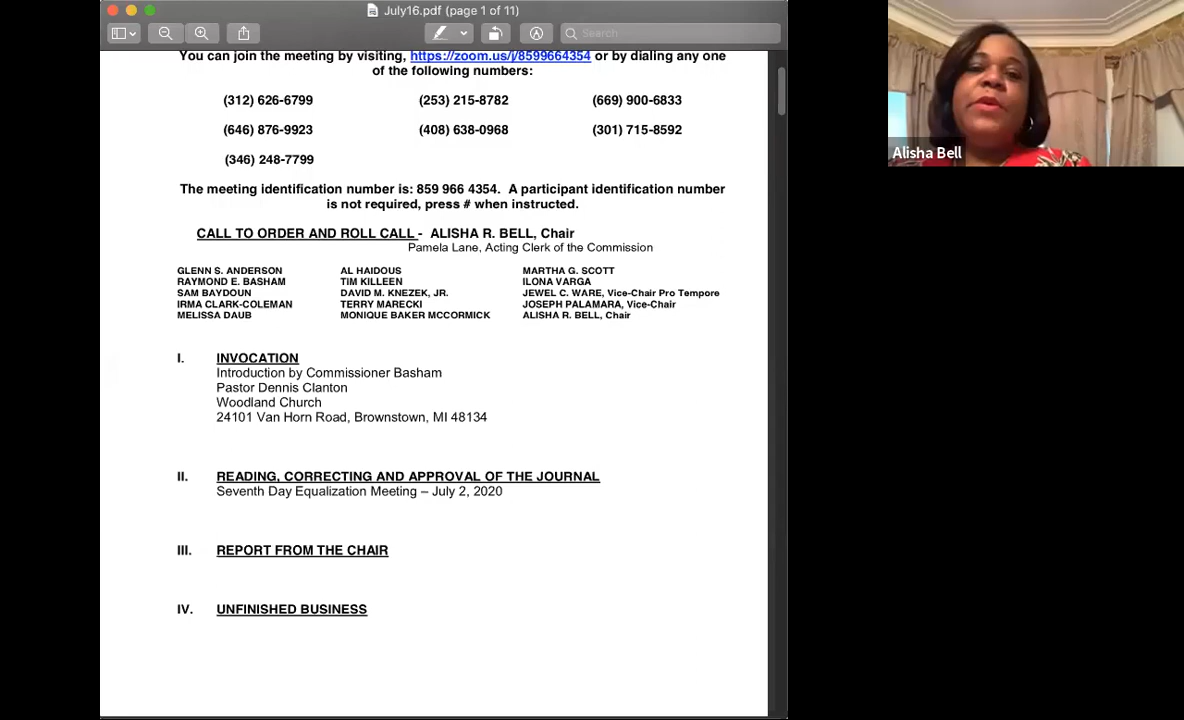 July16.pdf (page 1 of 11)
Search
You can join the meeting by visiting, https://zoom.us/j/8599664354 or by dialing any one
of the following numbers:
(312) 626-6799 (253) 215-8782 (669) 900-6833
(646) 876-9923 (408) 638-0968 (301) 715-8592
(346) 248-7799
The meeting identification number is: 859 966 4354. A participant identification number
is not required, press # when instructed.
CALL TO ORDER AND ROLL CALL - ALISHA R. BELL, Chair
Pamela Lane, Acting Clerk of the Commission
GLENN S. ANDERSON AL HAIDOUS MARTHA G. SCOTT
RAYMOND E. BASHAM TIM KILLEEN ILONA VARGA
SAM BAYDOUN DAVID M. KNEZEK, JR. JEWEL C. WARE, Vice-Chair Pro Tempore
IRMA CLARK-COLEMAN TERRY MARECKI JOSEPH PALAMARA, Vice-Chair
MELISSA DAUB MONIQUE BAKER MCCORMICK ALISHA R. BELL, Chair
I. INVOCATION
Introduction by Commissioner Basham
Pastor Dennis Clanton
Woodland Church
24101 Van Horn Road, Brownstown, MI 48134
II. READING, CORRECTING AND APPROVAL OF THE JOURNAL
Seventh Day Equalization Meeting – July 2, 2020
III. REPORT FROM THE CHAIR
IV. UNFINISHED BUSINESS
Alisha Bell